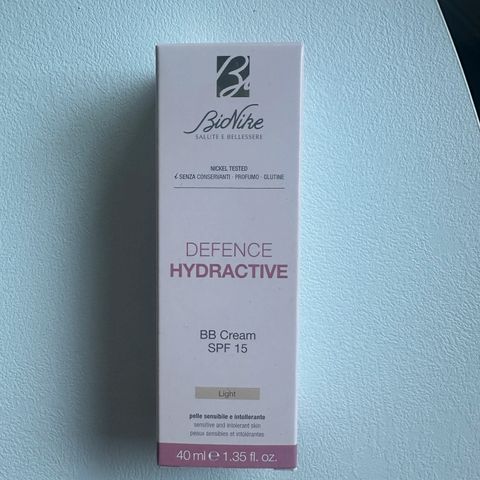 B.
BioNike
SALUTE E BELLESSERE
NICKEL TESTED
SENZA CONSERVANTI · PROFUMO · GLUTINE
DEFENCE
HYDRACTIVE
BB Cream
SPF 15
Light
pelle sensibile e intollerante
sensitive and intolerant skin
peaux sensibles et intolérantes
40 ml ℮ 1.35 fl. oz.